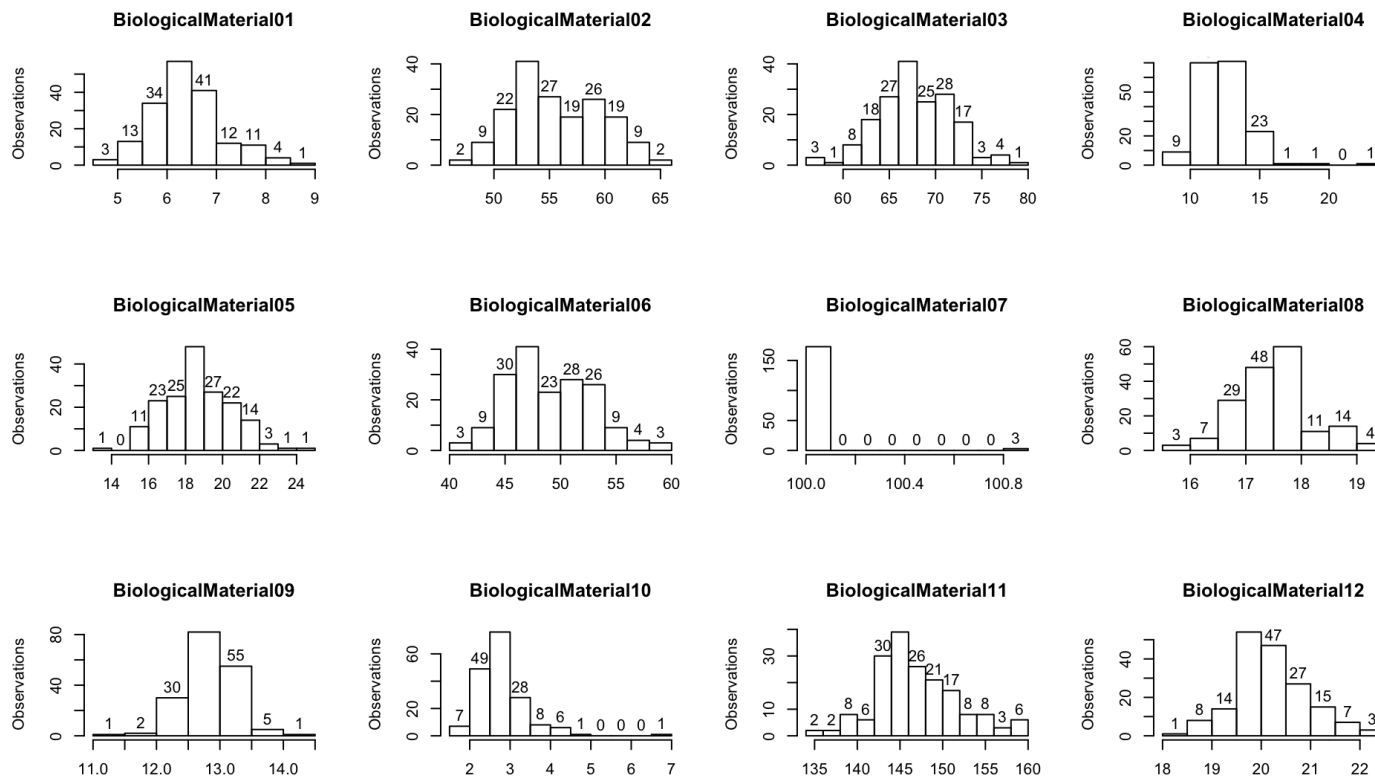 BiologicalMaterial01 BiologicalMaterial02 BiologicalMaterial03 BiologicalMaterial04
Observations
0 20 40
3 13 34 41 12 11 4 1
5 6 7 8 9
Observations
0 20 40
2 9 22 27 19 26 19 9 2
50 55 60 65
Observations
0 20 40
3 1 8 18 27 25 28 17 3 4 1
60 65 70 75 80
Observations
0 20 50
9 23 1 1 0 1
10 15 20
BiologicalMaterial05 BiologicalMaterial06 BiologicalMaterial07 BiologicalMaterial08
Observations
0 20 40
1 0 11 23 25 27 22 14 3 1 1
14 16 18 20 22 24
Observations
0 20 40
3 9 30 23 28 26 9 4 3
40 45 50 55 60
Observations
0 50 150
0 0 0 0 0 0 0 3
100.0 100.4 100.8
Observations
0 20 40 60
3 7 29 48 11 14 4
16 17 18 19
BiologicalMaterial09 BiologicalMaterial10 BiologicalMaterial11 BiologicalMaterial12
Observations
0 40 80
1 2 30 55 5 1
11.0 12.0 13.0 14.0
Observations
0 20 60
7 49 28 8 6 1 0 0 0 1
2 3 4 5 6 7
Observations
0 10 30
2 2 8 6 30 26 21 17 8 8 3 6
135 140 145 150 155 160
Observations
0 20 40
1 8 14 47 27 15 7 3
18 19 20 21 22